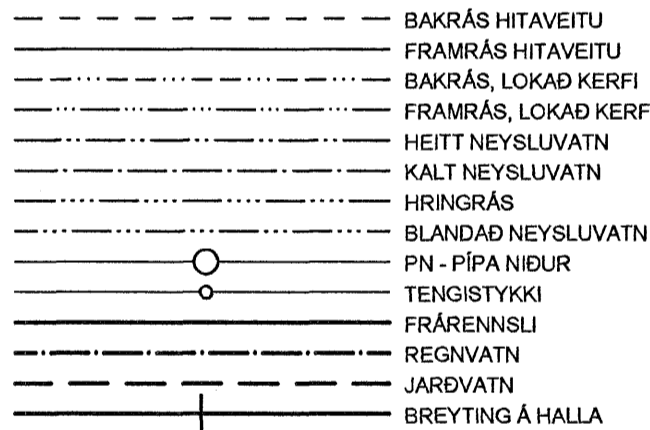 BAKRÁS HITAVEITU
FRAMRÁS HITAVEITU
BAKRÁS, LOKAÐ KERFI
FRAMRÁS, LOKAÐ KERF
HEITT NEYSLUVATN
KALT NEYSLUVATN
HRINGRÁS
BLANDAÐ NEYSLUVATN
PN - PÍPA NIÐUR
TENGISTYKKI
FRÁRENNSLI
REGNVATN
JARÐVATN
BREYTING Á HALLA